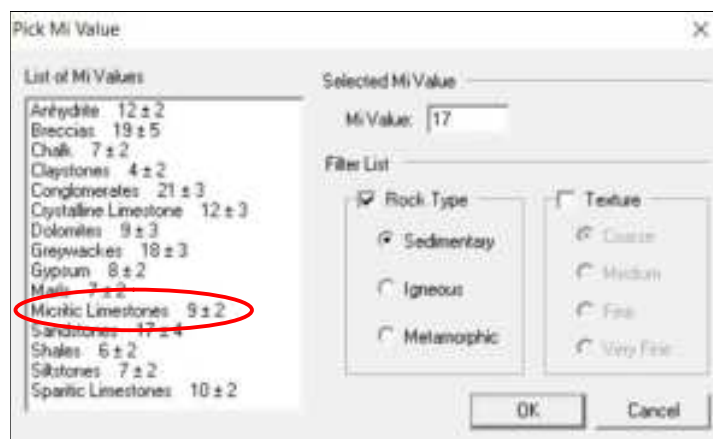 Pick Mi Value
List of Mi Values
Anhydrite 12 ± 2
Breccias 19 ± 5
Chalk 7 ± 2
Claystones 4 ± 2
Conglomerates 21 ± 3
Crystalline Limestone 12 ± 3
Dolomites 9 ± 3
Greywackes 18 ± 3
Gypsum 8 ± 2
Marls 7 ± 2
Micritic Limestones 9 ± 2
Sandstones 17 ± 4
Shales 6 ± 2
Siltstones 7 ± 2
Sparitic Limestones 10 ± 2
Selected Mi Value
Mi Value: 17
Filter List
Rock Type
Sedimentary
Igneous
Metamorphic
Texture
Coarse
Medium
Fine
Very Fine
OK
Cancel